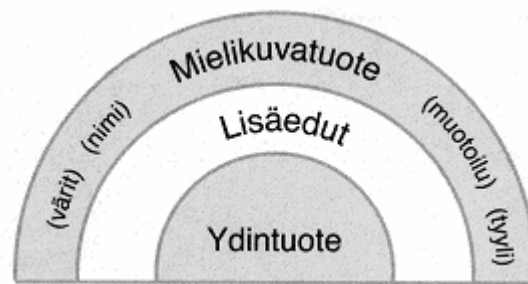 Mielikuvatuote
(värit) (nimi) (muotoilu) (tyyli)
Lisäedut
Ydintuote